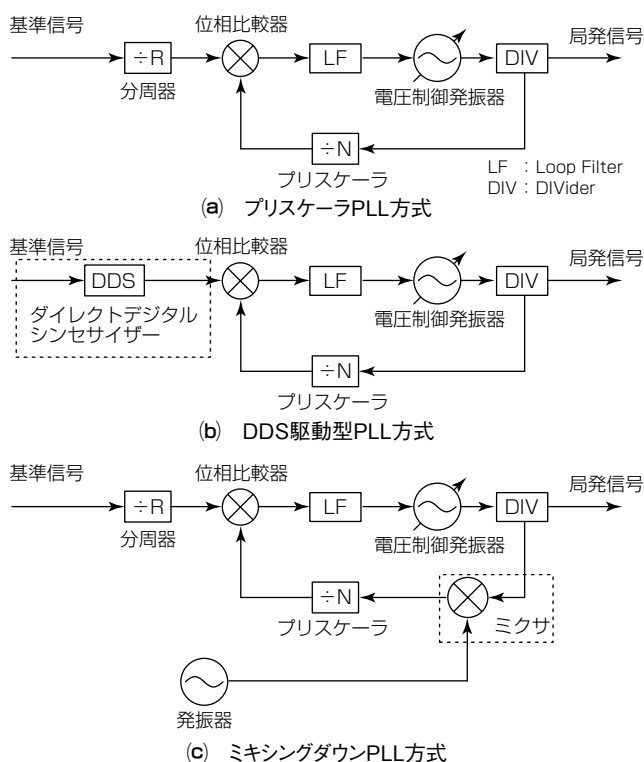 基準信号
位相比較器
局発信号
÷R
LF
DIV
分周器
電圧制御発振器
÷N
プリスケーラ
LF : Loop Filter
DIV : DIVider
(a) プリスケーラPLL方式
基準信号
位相比較器
局発信号
DDS
LF
DIV
ダイレクトデジタル
シンセサイザー
電圧制御発振器
÷N
プリスケーラ
(b) DDS駆動型PLL方式
基準信号
位相比較器
局発信号
÷R
LF
DIV
分周器
電圧制御発振器
÷N
プリスケーラ
ミクサ
発振器
(c) ミキシングダウンPLL方式